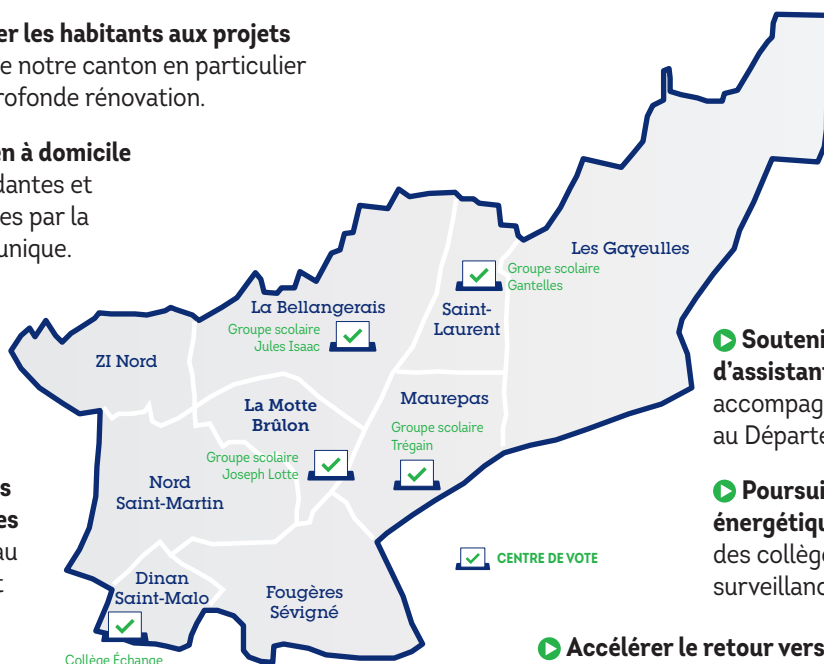 er les habitants aux projets
e notre canton en particulier
rofonde rénovation.
en à domicile
dantes et
es par la
unique.
s
es
au
t
Les Gayeulles
Groupe scolaire
Gantelles
La Bellangerais
Groupe scolaire
Jules Isaac
Saint-
Laurent
ZI Nord
Maurepas
Groupe scolaire
Trégain
La Motte
Brûlon
Groupe scolaire
Joseph Lotte
Nord
Saint-Martin
Dinan
Saint-Malo
Fougères
Sévigné
Collège Échange
CENTRE DE VOTE
Souteni
d'assistant
accompag
au Départe
Poursui
énergétiqu
des collège
surveillanc
Accélérer le retour vers